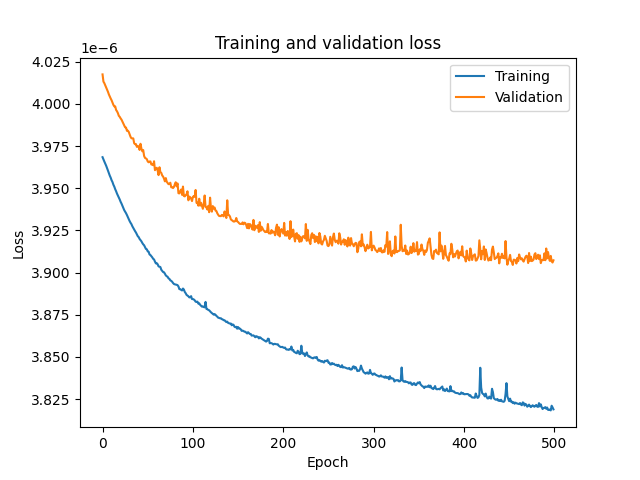 Training and validation loss
1e−6
4.025
4.000
3.975
3.950
3.925
3.900
3.875
3.850
3.825
Loss
0 100 200 300 400 500
Epoch
Training
Validation